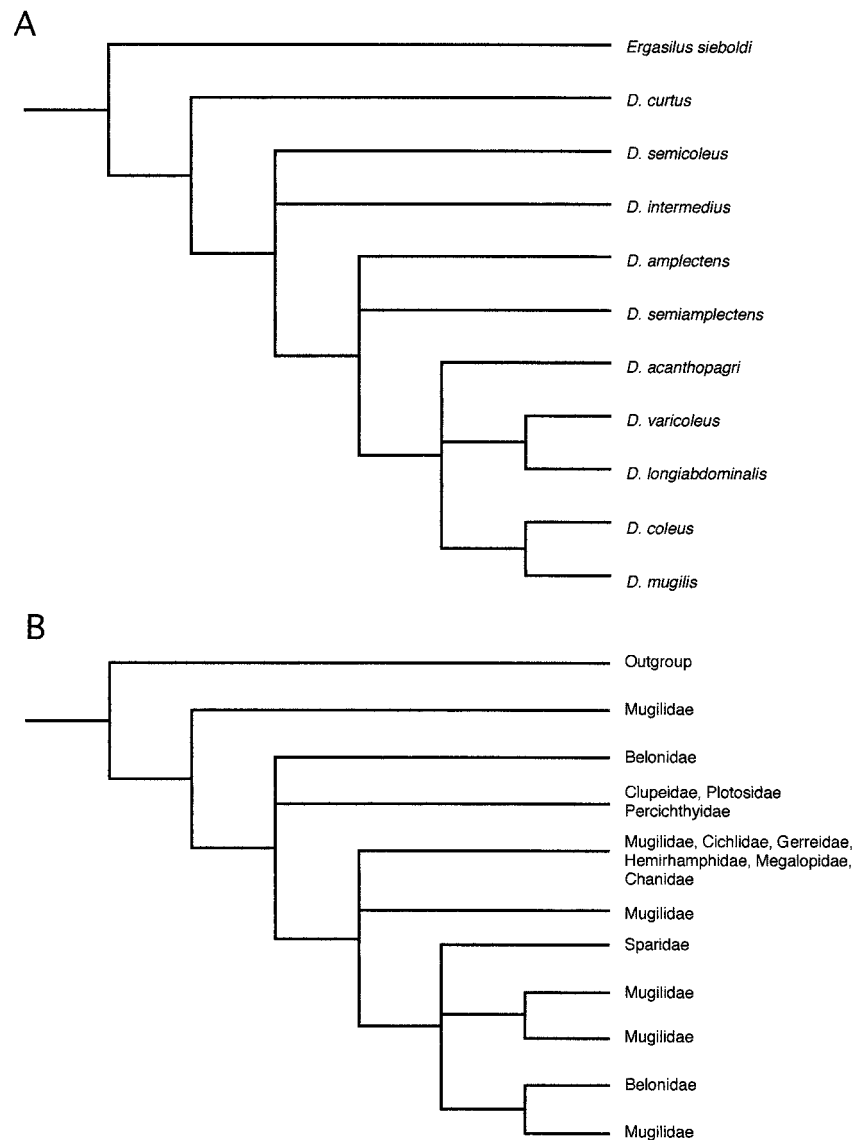 A
Ergasilus sieboldi
D. curtus
D. semicoleus
D. intermedius
D. amplectens
D. semiamplectens
D. acanthopagri
D. varicoleus
D. longiabdominalis
D. coleus
D. mugilis
B
Outgroup
Mugilidae
Belonidae
Clupeidae, Plotosidae
Percichthyidae
Mugilidae, Cichlidae, Gerreidae,
Hemirhamphidae, Megalopidae,
Chanidae
Mugilidae
Sparidae
Mugilidae
Mugilidae
Belonidae
Mugilidae